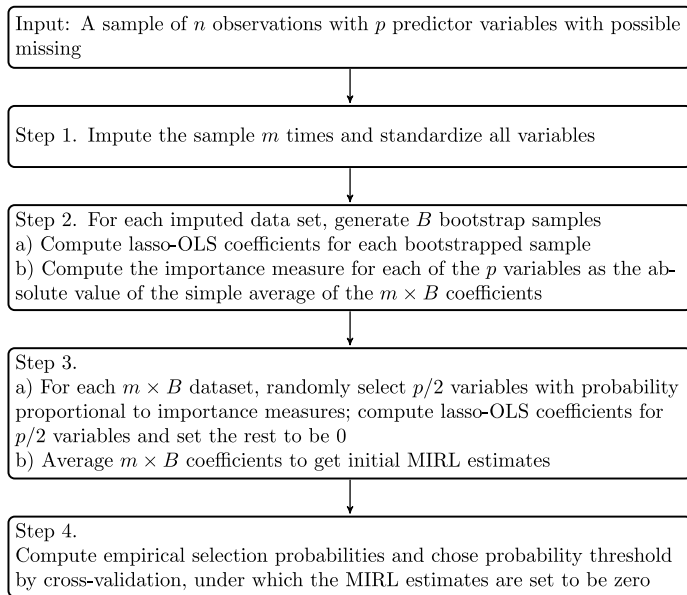 Input: A sample of n observations with p predictor variables with possible
missing
Step 1. Impute the sample m times and standardize all variables
Step 2. For each imputed data set, generate B bootstrap samples
a) Compute lasso-OLS coefficients for each bootstrapped sample
b) Compute the importance measure for each of the p variables as the ab-
solute value of the simple average of the m × B coefficients
Step 3.
a) For each m × B dataset, randomly select p/2 variables with probability
proportional to importance measures; compute lasso-OLS coefficients for
p/2 variables and set the rest to be 0
b) Average m × B coefficients to get initial MIRL estimates
Step 4.
Compute empirical selection probabilities and chose probability threshold
by cross-validation, under which the MIRL estimates are set to be zero